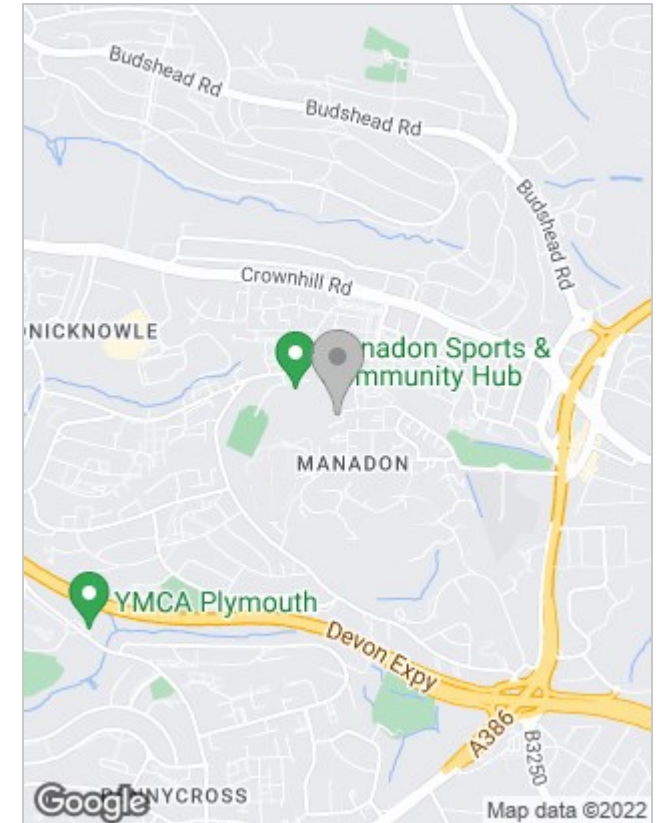 Budshead Rd
Budshead Rd
Budshead Rd
Crownhill Rd
NICKNOWLE
nadon Sports &
mmunity Hub
MANADON
YMCA Plymouth
Devon Expy
A386
B3250
NNYCROSS
Google
Map data ©2022